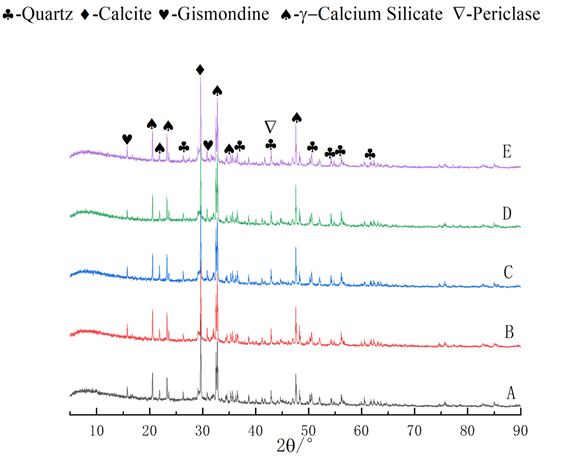 ♣-Quartz ♦-Calcite ♥-Gismondine ♠-γ-Calcium Silicate ▽-Periclase
E
D
C
B
A
10 20 30 40 50 60 70 80 90
2θ/°